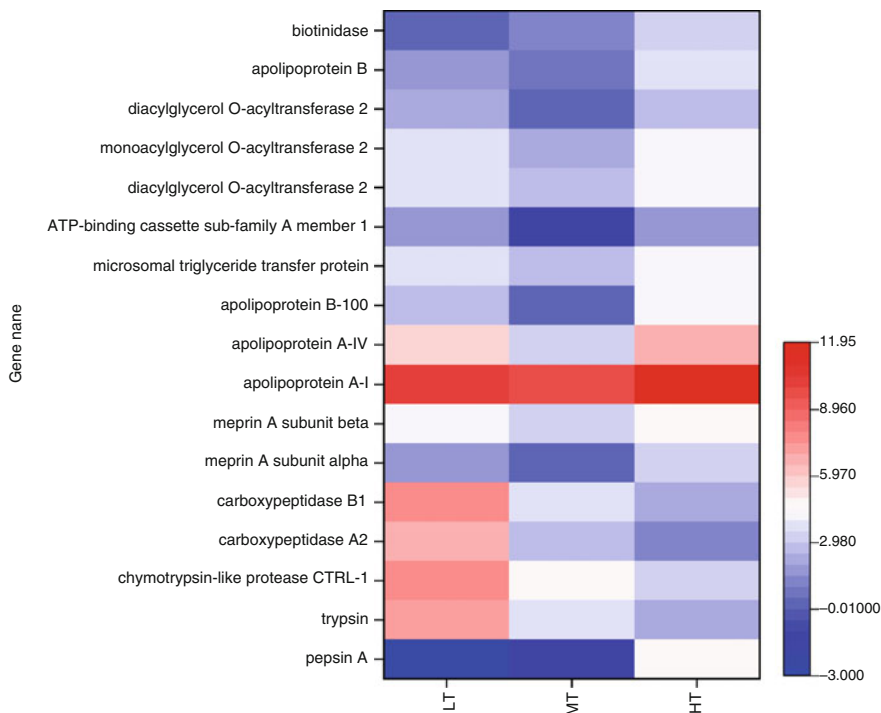 Gene nane
biotinidase
apolipoprotein B
diacylglycerol O-acyltransferase 2
monoacylglycerol O-acyltransferase 2
diacylglycerol O-acyltransferase 2
ATP-binding cassette sub-family A member 1
microsomal triglyceride transfer protein
apolipoprotein B-100
apolipoprotein A-IV
apolipoprotein A-I
meprin A subunit beta
meprin A subunit alpha
carboxypeptidase B1
carboxypeptidase A2
chymotrypsin-like protease CTRL-1
trypsin
pepsin A
LT
HT
11.95
8.960
5.970
2.980
–0.01000
–3.000